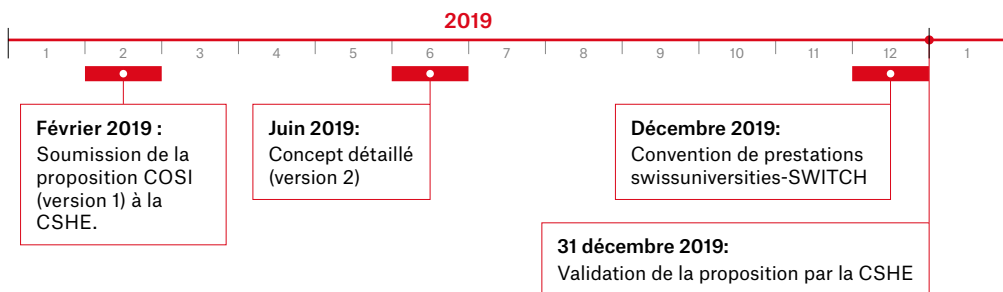 2019
1 2 3 4 5 6 7 8 9 10 11 12 1
Février 2019 :
Soumission de la
proposition COSI
(version 1) à la
CSHE.
Juin 2019:
Concept détaillé
(version 2)
Décembre 2019:
Convention de prestations
swissuniversities-SWITCH
31 décembre 2019:
Validation de la proposition par la CSHE